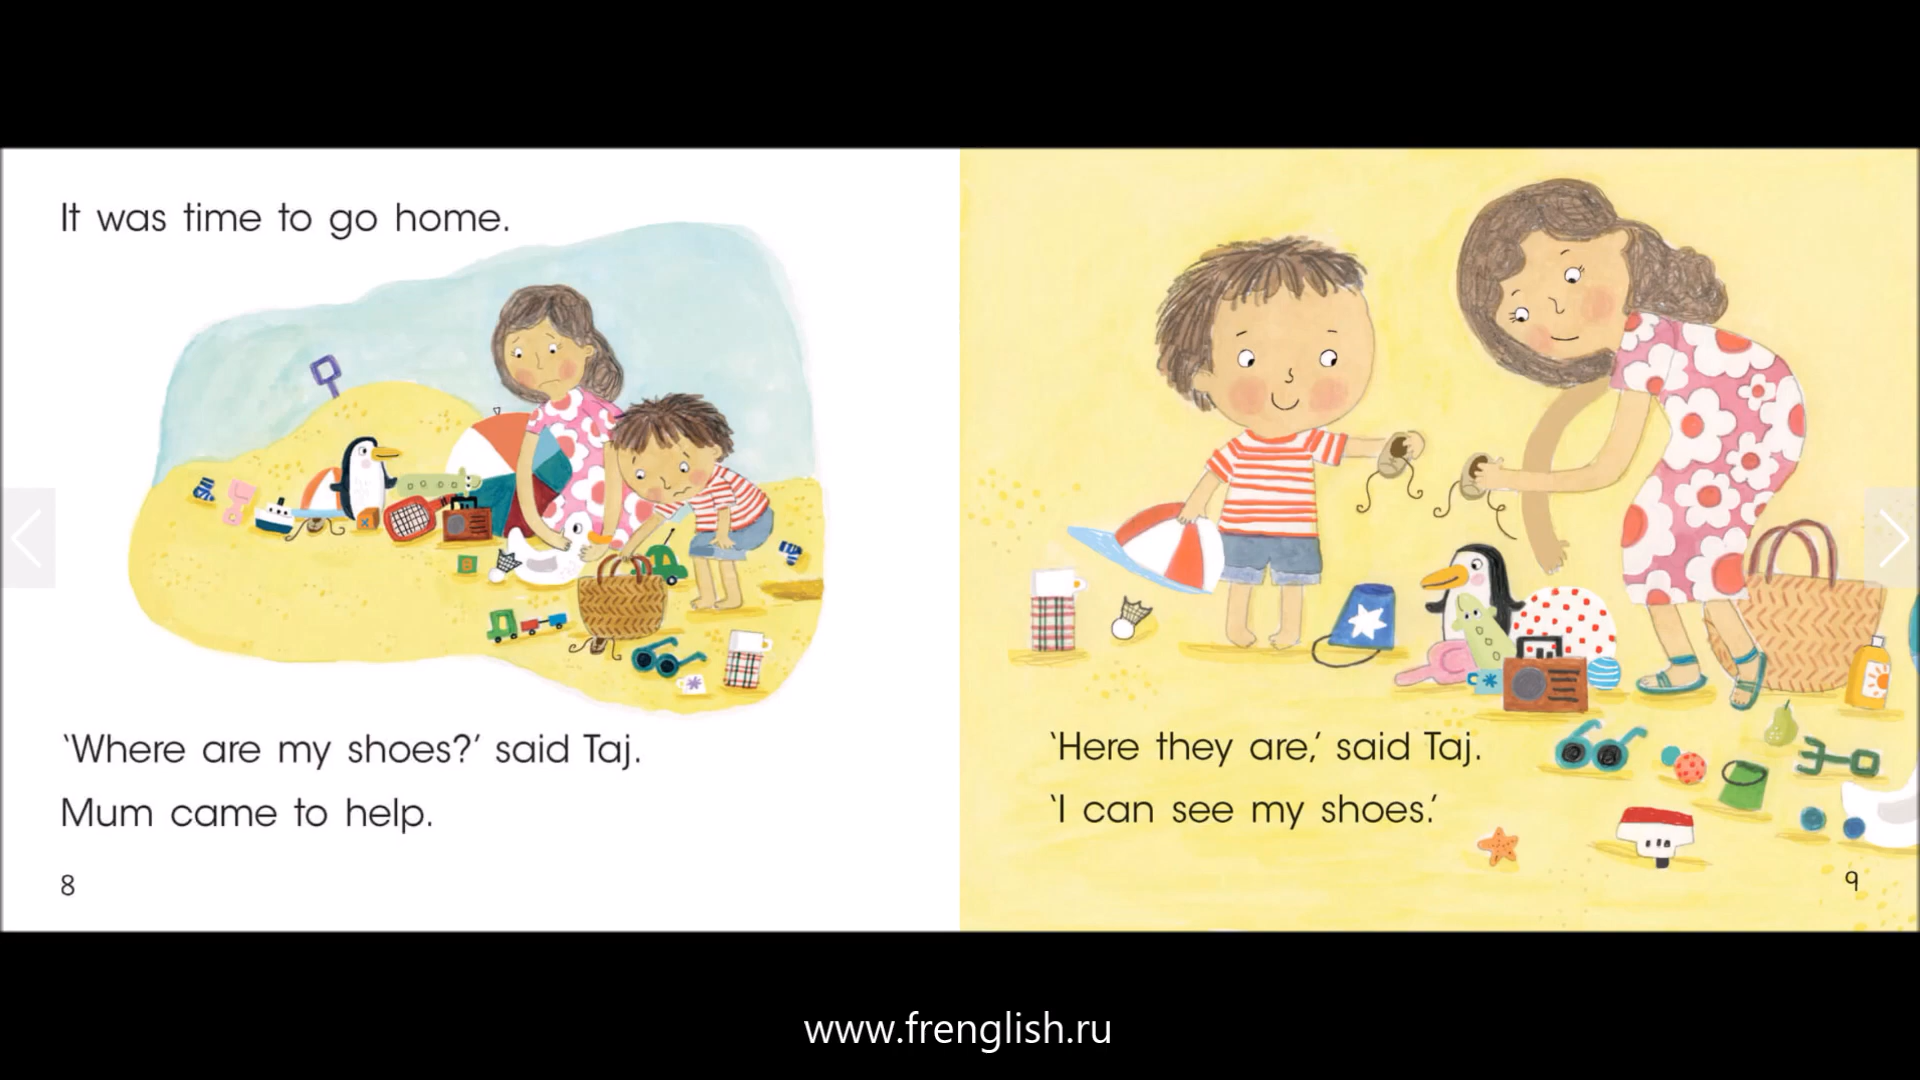 It was time to go home.
‘Where are my shoes?’ said Taj.
Mum came to help.
8
‘Here they are,’ said Taj.
‘I can see my shoes.’
9
www.frenglish.ru